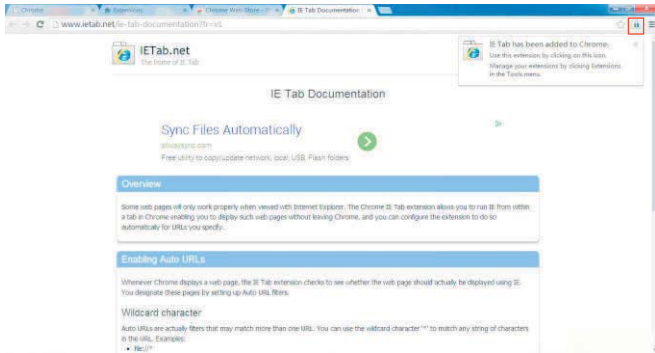 Chrome
Extensions
Chrome Web Store -
IE Tab Documentation
www.ietab.net/ie-tab-documentation?fr=v1
IETab.net
The home of IE Tab
IE Tab has been added to Chrome.
Use this extension by clicking on this icon.
Manage your extensions by clicking Extensions
in the Tools menu.
IE Tab Documentation
Sync Files Automatically
allwaysync.com
Free utility to copy/update network, local, USB, Flash folders.
Overview
Some web pages will only work properly when viewed with Internet Explorer. The Chrome IE Tab extension allows you to run IE from within
a tab in Chrome enabling you to display such web pages without leaving Chrome, and you can configure the extension to do so
automatically for URLs you specify.
Enabling Auto URLs
Whenever Chrome displays a web page, the IE Tab extension checks to see whether the web page should actually be displayed using IE.
You designate these pages by setting up Auto URL filters.
Wildcard character
Auto URLs are actually filters that may match more than one URL. You can use the wildcard character "*" to match any string of characters
in the URL. Examples:
• file://*